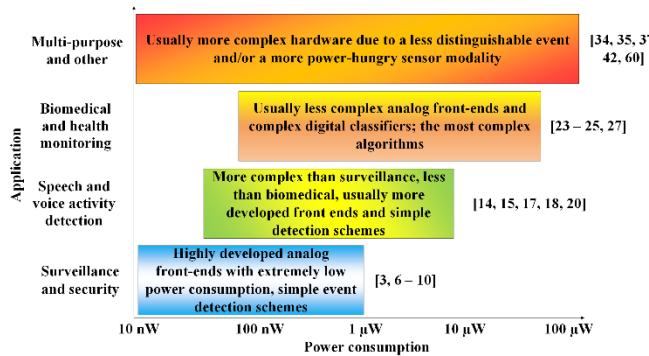 Multi-purpose
and other
Usually more complex hardware due to a less distinguishable event
and/or a more power-hungry sensor modality
[34, 35, 37
42, 60]
Biomedical
and health
monitoring
Usually less complex analog front-ends and
complex digital classifiers; the most complex
algorithms
[23 – 25, 27]
Speech and
voice activity
detection
More complex than surveillance, less
than biomedical, usually more
developed front ends and simple
detection schemes
[14, 15, 17, 18, 20]
Surveillance
and security
Highly developed analog
front-ends with extremely low
power consumption, simple event
detection schemes
[3, 6 – 10]
Application
10 nW
100 nW
1 µW
10 µW
100 µW
Power consumption